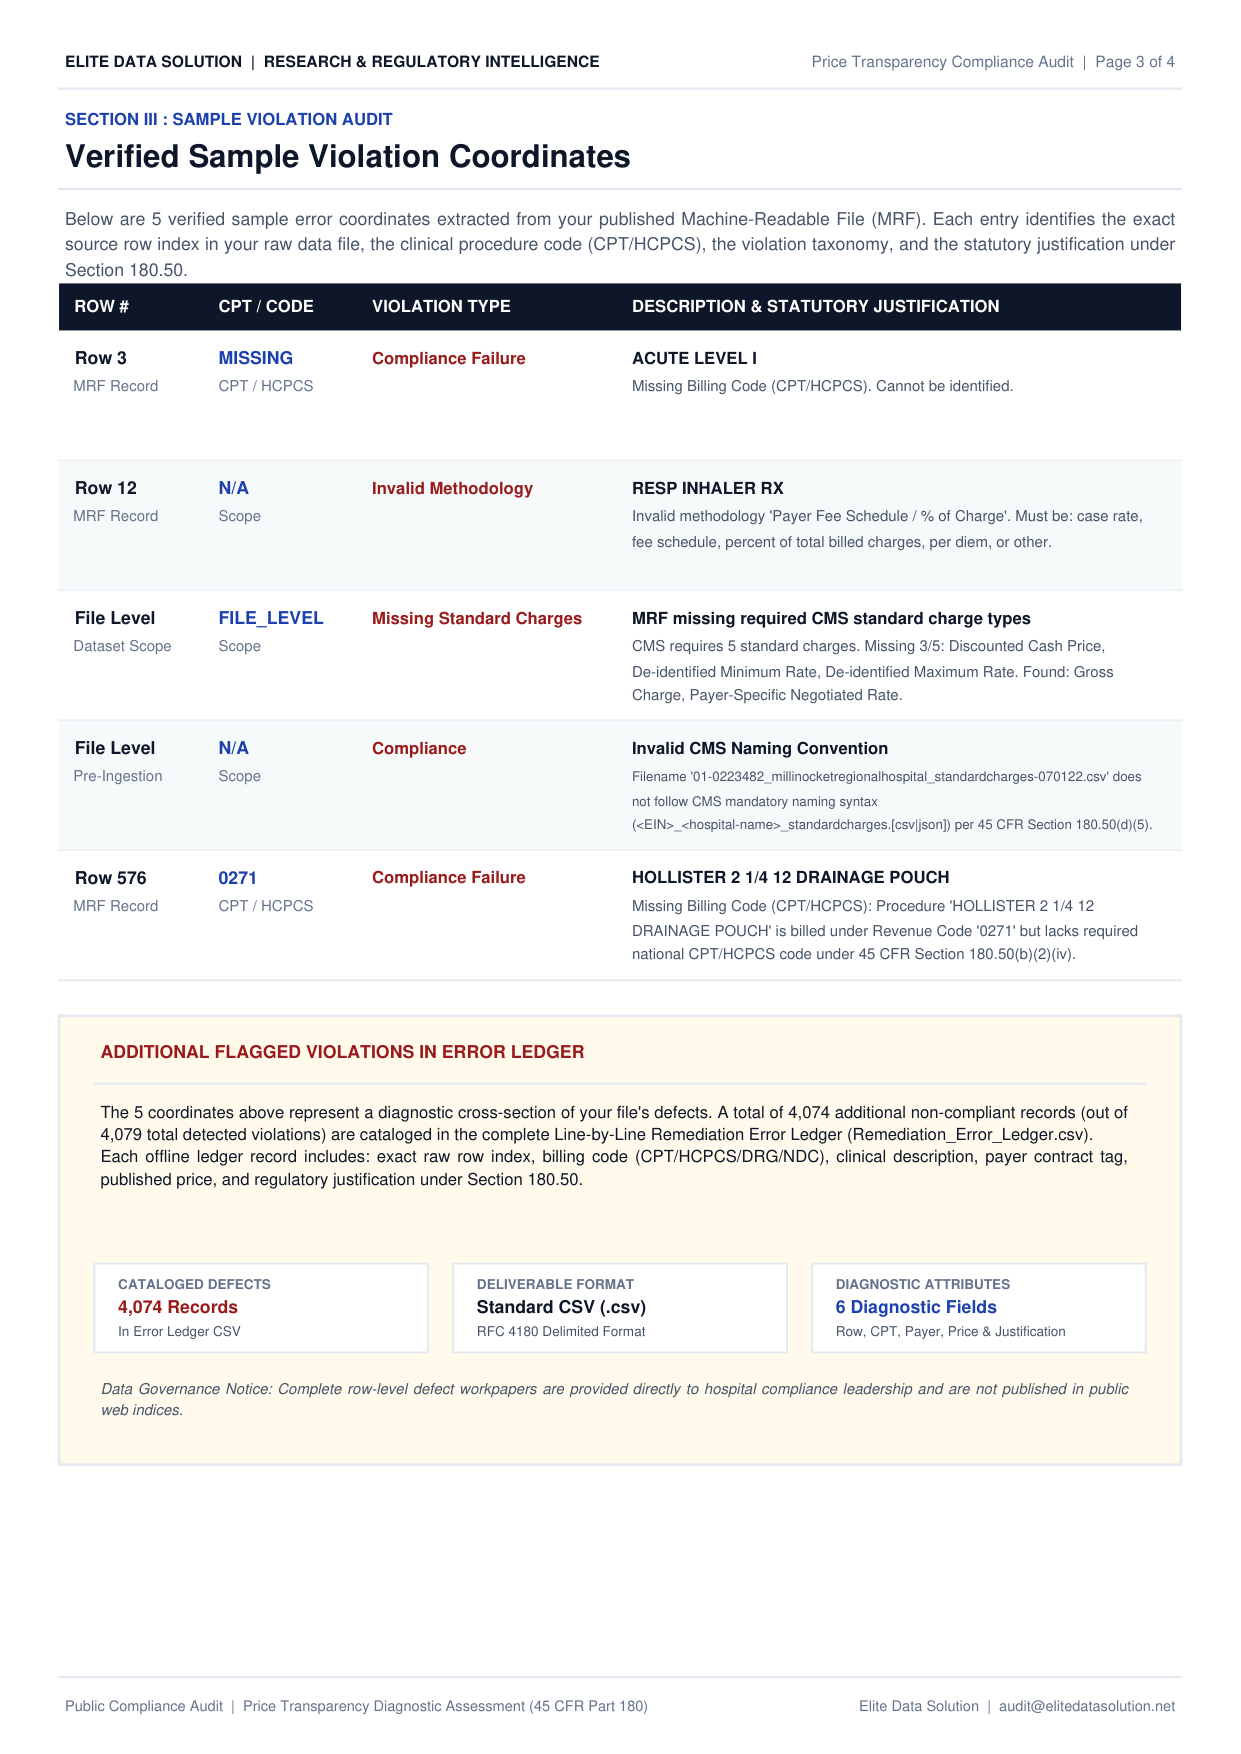 ELITE DATA SOLUTION | RESEARCH & REGULATORY INTELLIGENCE
Price Transparency Compliance Audit | Page 3 of 4
SECTION III : SAMPLE VIOLATION AUDIT
Verified Sample Violation Coordinates
Below are 5 verified sample error coordinates extracted from your published Machine-Readable File (MRF). Each entry identifies the exact
source row index in your raw data file, the clinical procedure code (CPT/HCPCS), the violation taxonomy, and the statutory justification under
Section 180.50.
ROW # CPT / CODE VIOLATION TYPE DESCRIPTION & STATUTORY JUSTIFICATION
Row 3 MISSING Compliance Failure ACUTE LEVEL I
MRF Record CPT / HCPCS Missing Billing Code (CPT/HCPCS). Cannot be identified.
Row 12 N/A Invalid Methodology RESP INHALER RX
MRF Record Scope Invalid methodology 'Payer Fee Schedule / % of Charge'. Must be: case rate,
fee schedule, percent of total billed charges, per diem, or other.
File Level FILE_LEVEL Missing Standard Charges MRF missing required CMS standard charge types
Dataset Scope Scope CMS requires 5 standard charges. Missing 3/5: Discounted Cash Price,
De-identified Minimum Rate, De-identified Maximum Rate. Found: Gross
Charge, Payer-Specific Negotiated Rate.
File Level N/A Compliance Invalid CMS Naming Convention
Pre-Ingestion Scope Filename '01-0223482_millinocketregionalhospital_standardcharges-070122.csv' does
not follow CMS mandatory naming syntax
(<EIN>_<hospital-name>_standardcharges.[csv|json]) per 45 CFR Section 180.50(d)(5).
Row 576 0271 Compliance Failure HOLLISTER 2 1/4 12 DRAINAGE POUCH
MRF Record CPT / HCPCS Missing Billing Code (CPT/HCPCS): Procedure 'HOLLISTER 2 1/4 12
DRAINAGE POUCH' is billed under Revenue Code '0271' but lacks required
national CPT/HCPCS code under 45 CFR Section 180.50(b)(2)(iv).
ADDITIONAL FLAGGED VIOLATIONS IN ERROR LEDGER
The 5 coordinates above represent a diagnostic cross-section of your file's defects. A total of 4,074 additional non-compliant records (out of
4,079 total detected violations) are cataloged in the complete Line-by-Line Remediation Error Ledger (Remediation_Error_Ledger.csv).
Each offline ledger record includes: exact raw row index, billing code (CPT/HCPCS/DRG/NDC), clinical description, payer contract tag,
published price, and regulatory justification under Section 180.50.
CATALOGED DEFECTS
4,074 Records
In Error Ledger CSV
DELIVERABLE FORMAT
Standard CSV (.csv)
RFC 4180 Delimited Format
DIAGNOSTIC ATTRIBUTES
6 Diagnostic Fields
Row, CPT, Payer, Price & Justification
Data Governance Notice: Complete row-level defect workpapers are provided directly to hospital compliance leadership and are not published in public
web indices.
Public Compliance Audit | Price Transparency Diagnostic Assessment (45 CFR Part 180)
Elite Data Solution | audit@elitedatasolution.net